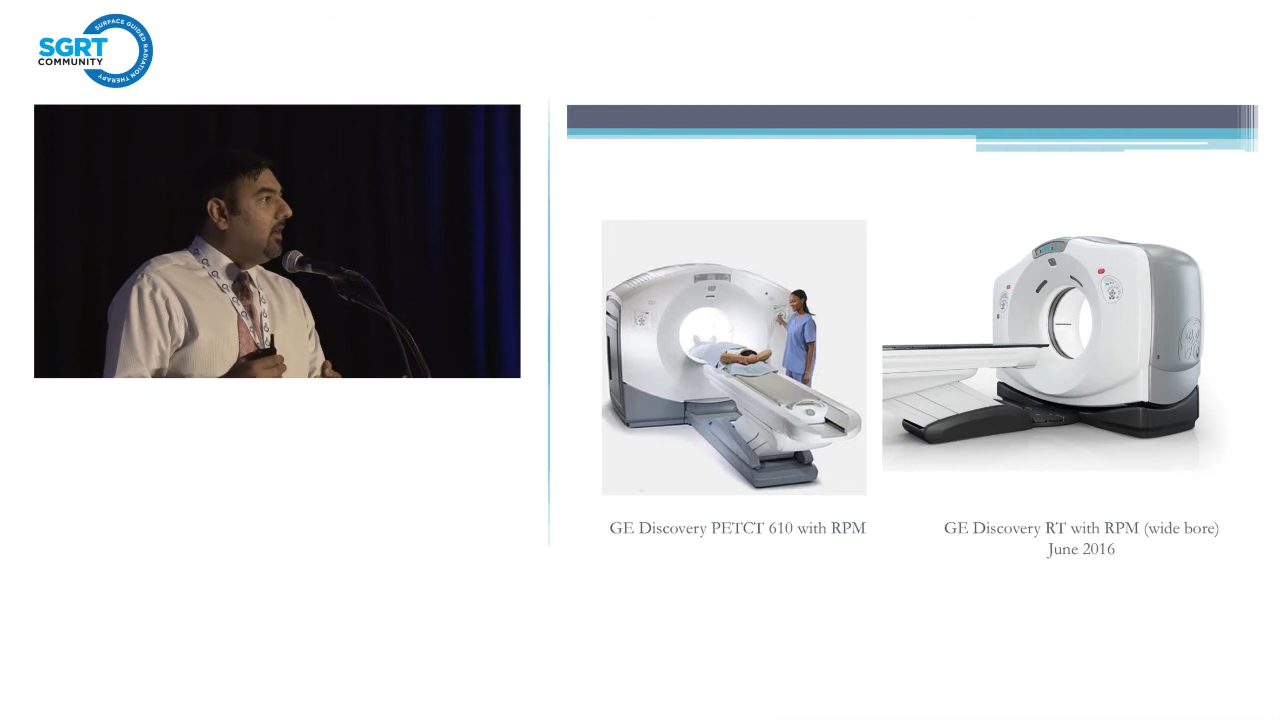 SURFACE GUIDED RADIATION THERAPY
SGRT
COMMUNITY
GE Discovery PETCT 610 with RPM
GE Discovery RT with RPM (wide bore)
June 2016